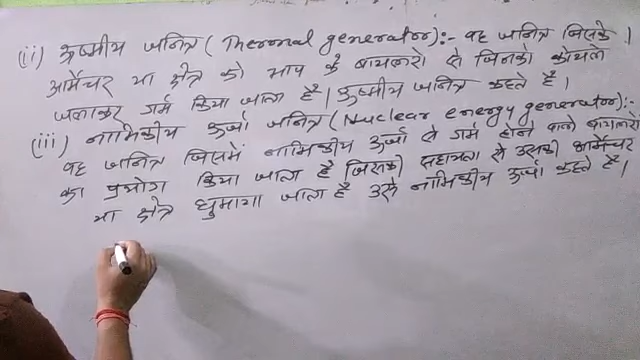 (ii) ऊष्मीय जनित्र (Thermal generator):- वह जनित्र जिसके
आर्मेचर या क्षेत्र को भाप के बायलरो से जिनको कोयले
जलाकर गर्म किया जाता है। ऊष्मीय जनित्र कहते है।
(iii) नाभिकीय ऊर्जा जनित्र (Nuclear energy generator):-
वह जनित्र जिसमें नाभिकीय ऊर्जा से गर्म होने वाले बायलरों
का प्रयोग किया जाता है जिसकी सहायता से उसकी आर्मेचर
या क्षेत्र घुमाया जाता है उसे नाभिकीय ऊर्जा कहते है।